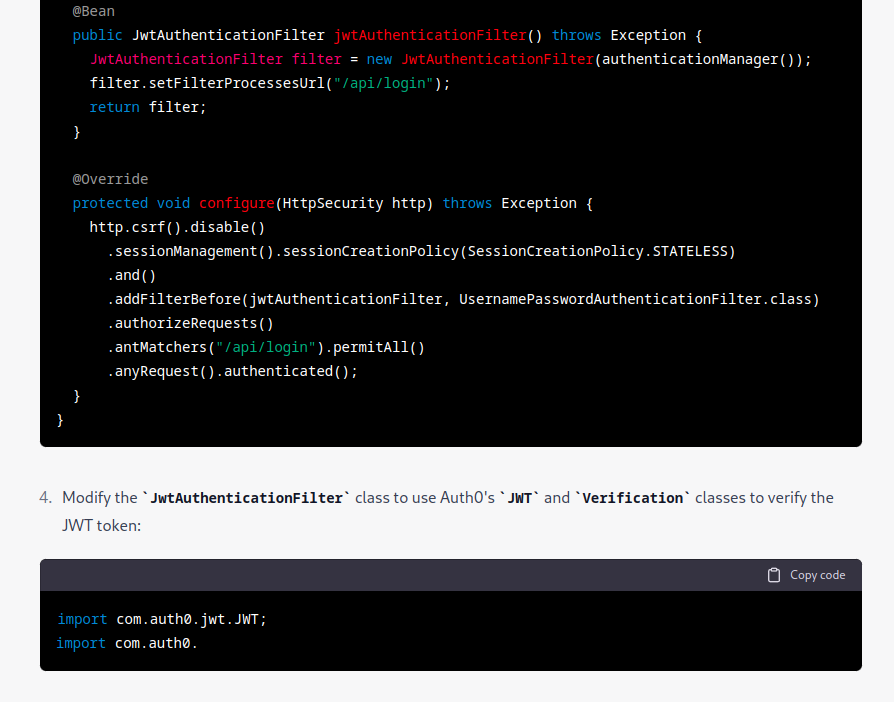 @Bean
public JwtAuthenticationFilter jwtAuthenticationFilter() throws Exception {
JwtAuthenticationFilter filter = new JwtAuthenticationFilter(authenticationManager());
filter.setFilterProcessesUrl("/api/login");
return filter;
}
@Override
protected void configure(HttpSecurity http) throws Exception {
http.csrf().disable()
.sessionManagement().sessionCreationPolicy(SessionCreationPolicy.STATELESS)
.and()
.addFilterBefore(jwtAuthenticationFilter, UsernamePasswordAuthenticationFilter.class)
.authorizeRequests()
.antMatchers("/api/login").permitAll()
.anyRequest().authenticated();
}
}
4. Modify the `JwtAuthenticationFilter` class to use Auth0's `JWT` and `Verification` classes to verify the
JWT token:
Copy code
import com.auth0.jwt.JWT;
import com.auth0.